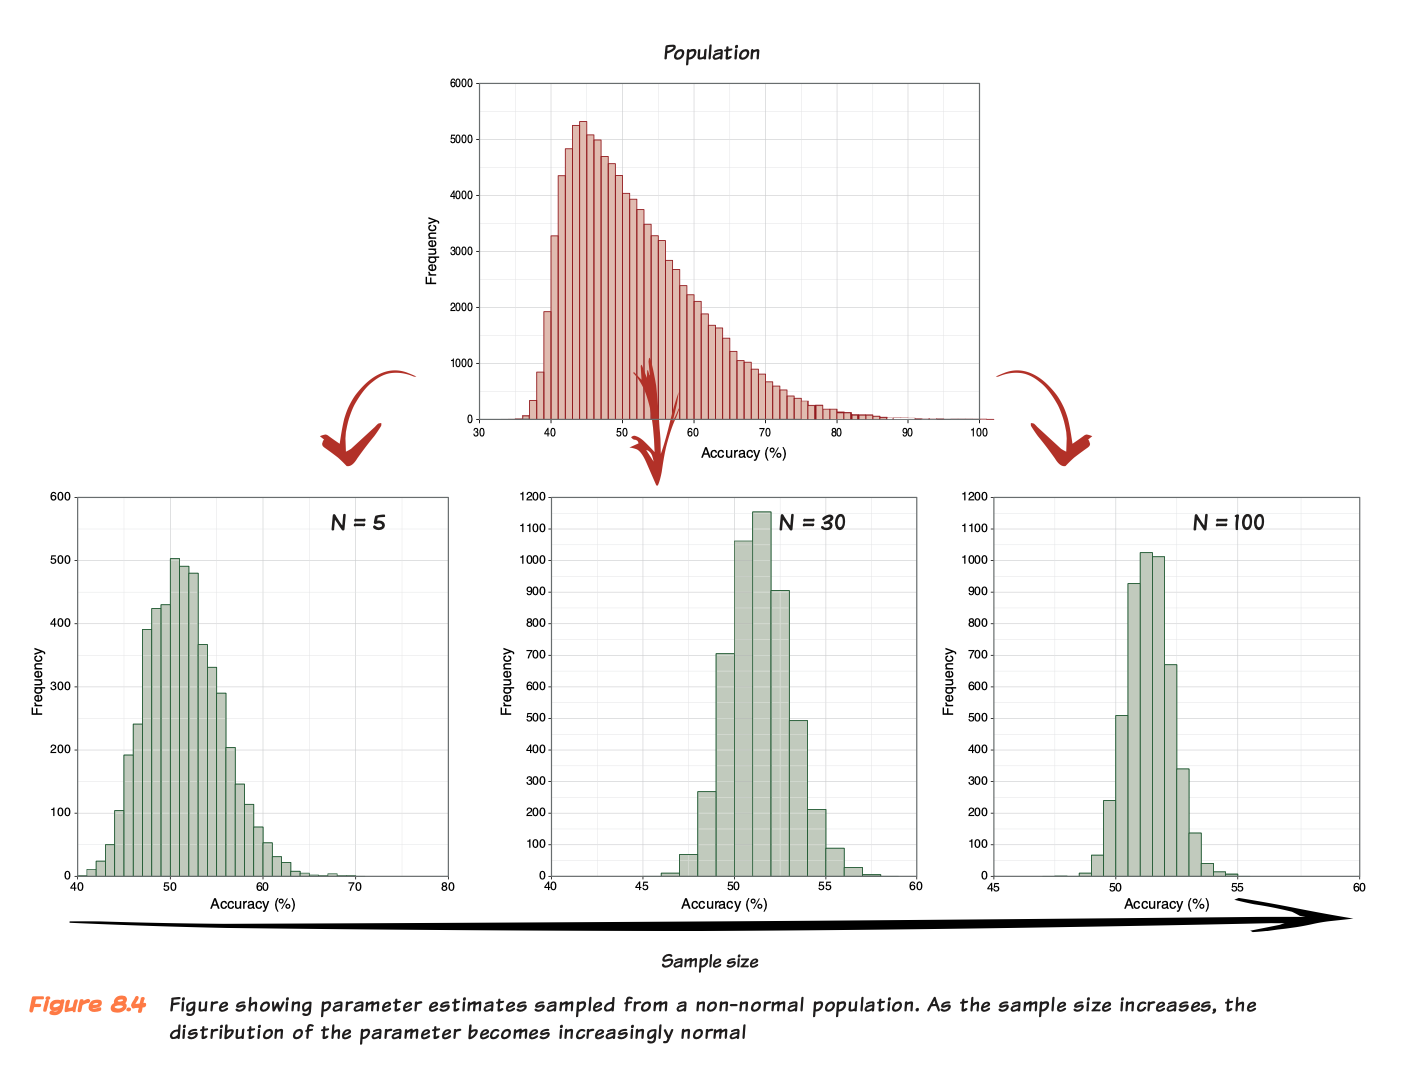 Population
6000
5000
4000
3000
2000
1000
0
Frequency
30 40 50 60 70 80 90 100
Accuracy (%)
600
500
400
300
200
100
0
Frequency
N = 5
40 50 60 70 80
Accuracy (%)
1200
1100
1000
900
800
700
600
500
400
300
200
100
0
Frequency
N = 30
40 45 50 55 60
Accuracy (%)
1200
1100
1000
900
800
700
600
500
400
300
200
100
0
Frequency
N = 100
45 50 55 60
Accuracy (%)
Sample size
Figure 8.4 Figure showing parameter estimates sampled from a non-normal population. As the sample size increases, the
distribution of the parameter becomes increasingly normal